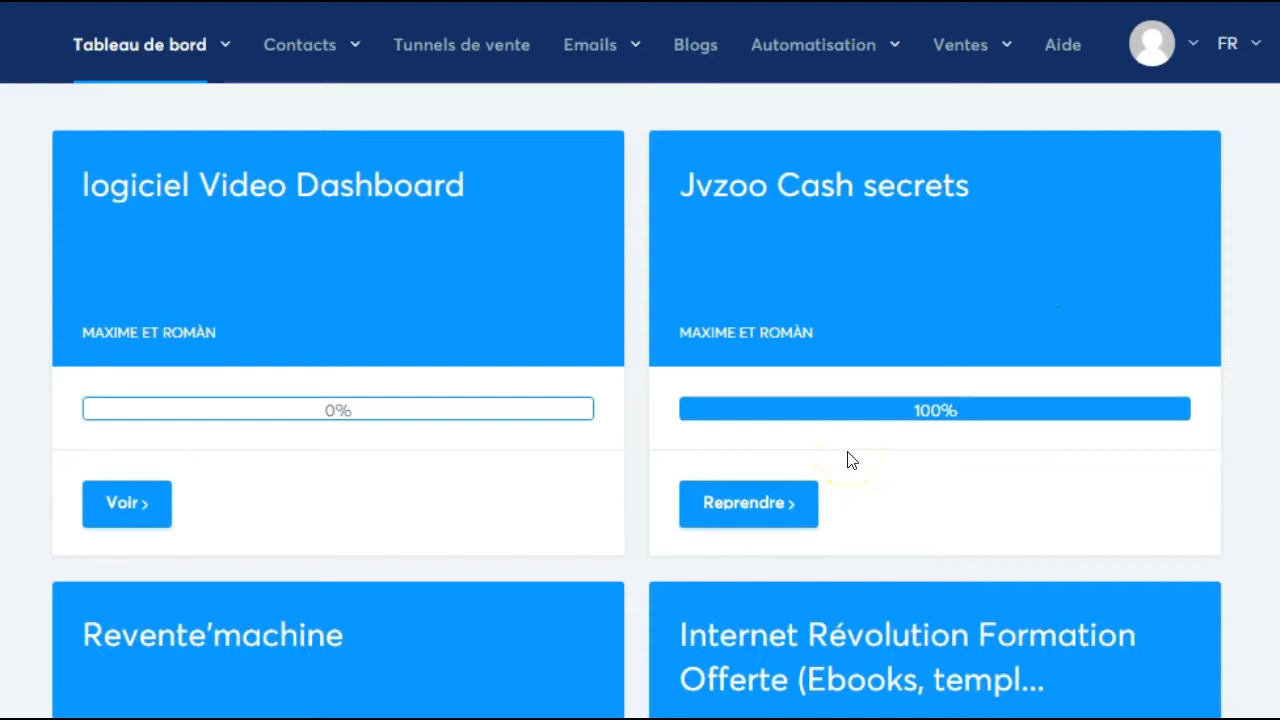 Tableau de bord Contacts Tunnels de vente Emails Blogs Automatisation Ventes Aide FR
logiciel Video Dashboard
MAXIME ET ROMÀN
0%
Voir >
Jvzoo Cash secrets
MAXIME ET ROMÀN
100%
Reprendre >
Revente'machine
Internet Révolution Formation
Offerte (Ebooks, templ...